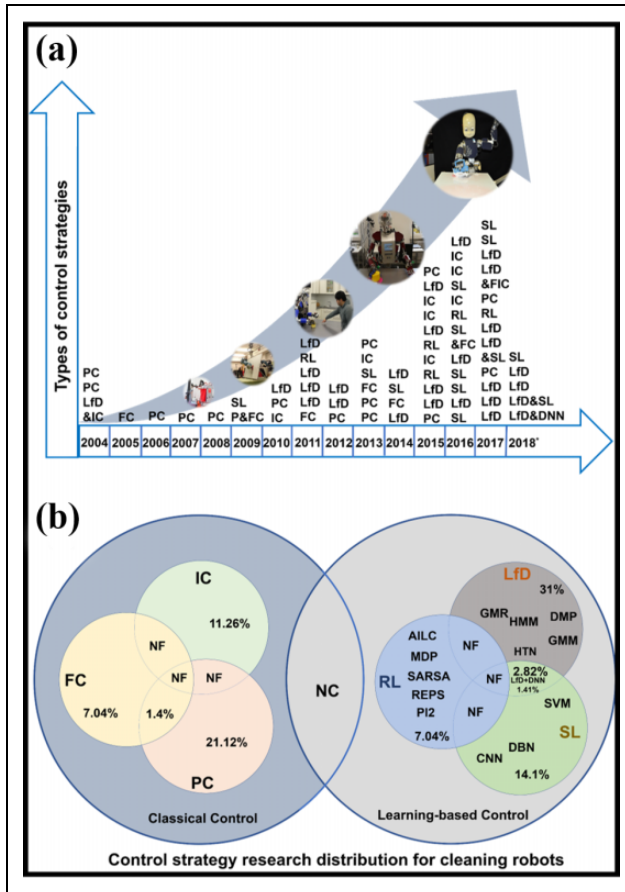 (a)
Types of control strategies
PC
PC
LfD
&IC
FC
PC
PC
PC
SL
P&FC
LfD
PC
IC
LfD
RL
LfD
LfD
IC
FC
LfD
PC
PC
IC
SL
FC
PC
PC
LfD
SL
FC
LfD
PC
LfD
IC
IC
LfD
RL
IC
RL
LfD
LfD
PC
LfD
IC
IC
SL
IC
RL
SL
&FC
LfD
SL
SL
LfD
SL
SL
SL
LfD
LfD
&FIC
PC
RL
LfD
LfD
&SL
PC
LfD
LfD
LfD
SL
LfD
LfD&SL
LfD&DNN
2004 2005 2006 2007 2008 2009 2010 2011 2012 2013 2014 2015 2016 2017 2018*
(b)
IC
11.26%
NF
FC
NF
NF
7.04%
1.4%
21.12%
PC
Classical Control
NC
LfD
31%
GMR
HMM
DMP
GMM
HTN
AILC
MDP
SARSA
REPS
PI2
RL
7.04%
NF
NF
NF
2.82%
LfD+DNN
1.41%
SVM
SL
CNN
DBN
14.1%
Learning-based Control
Control strategy research distribution for cleaning robots